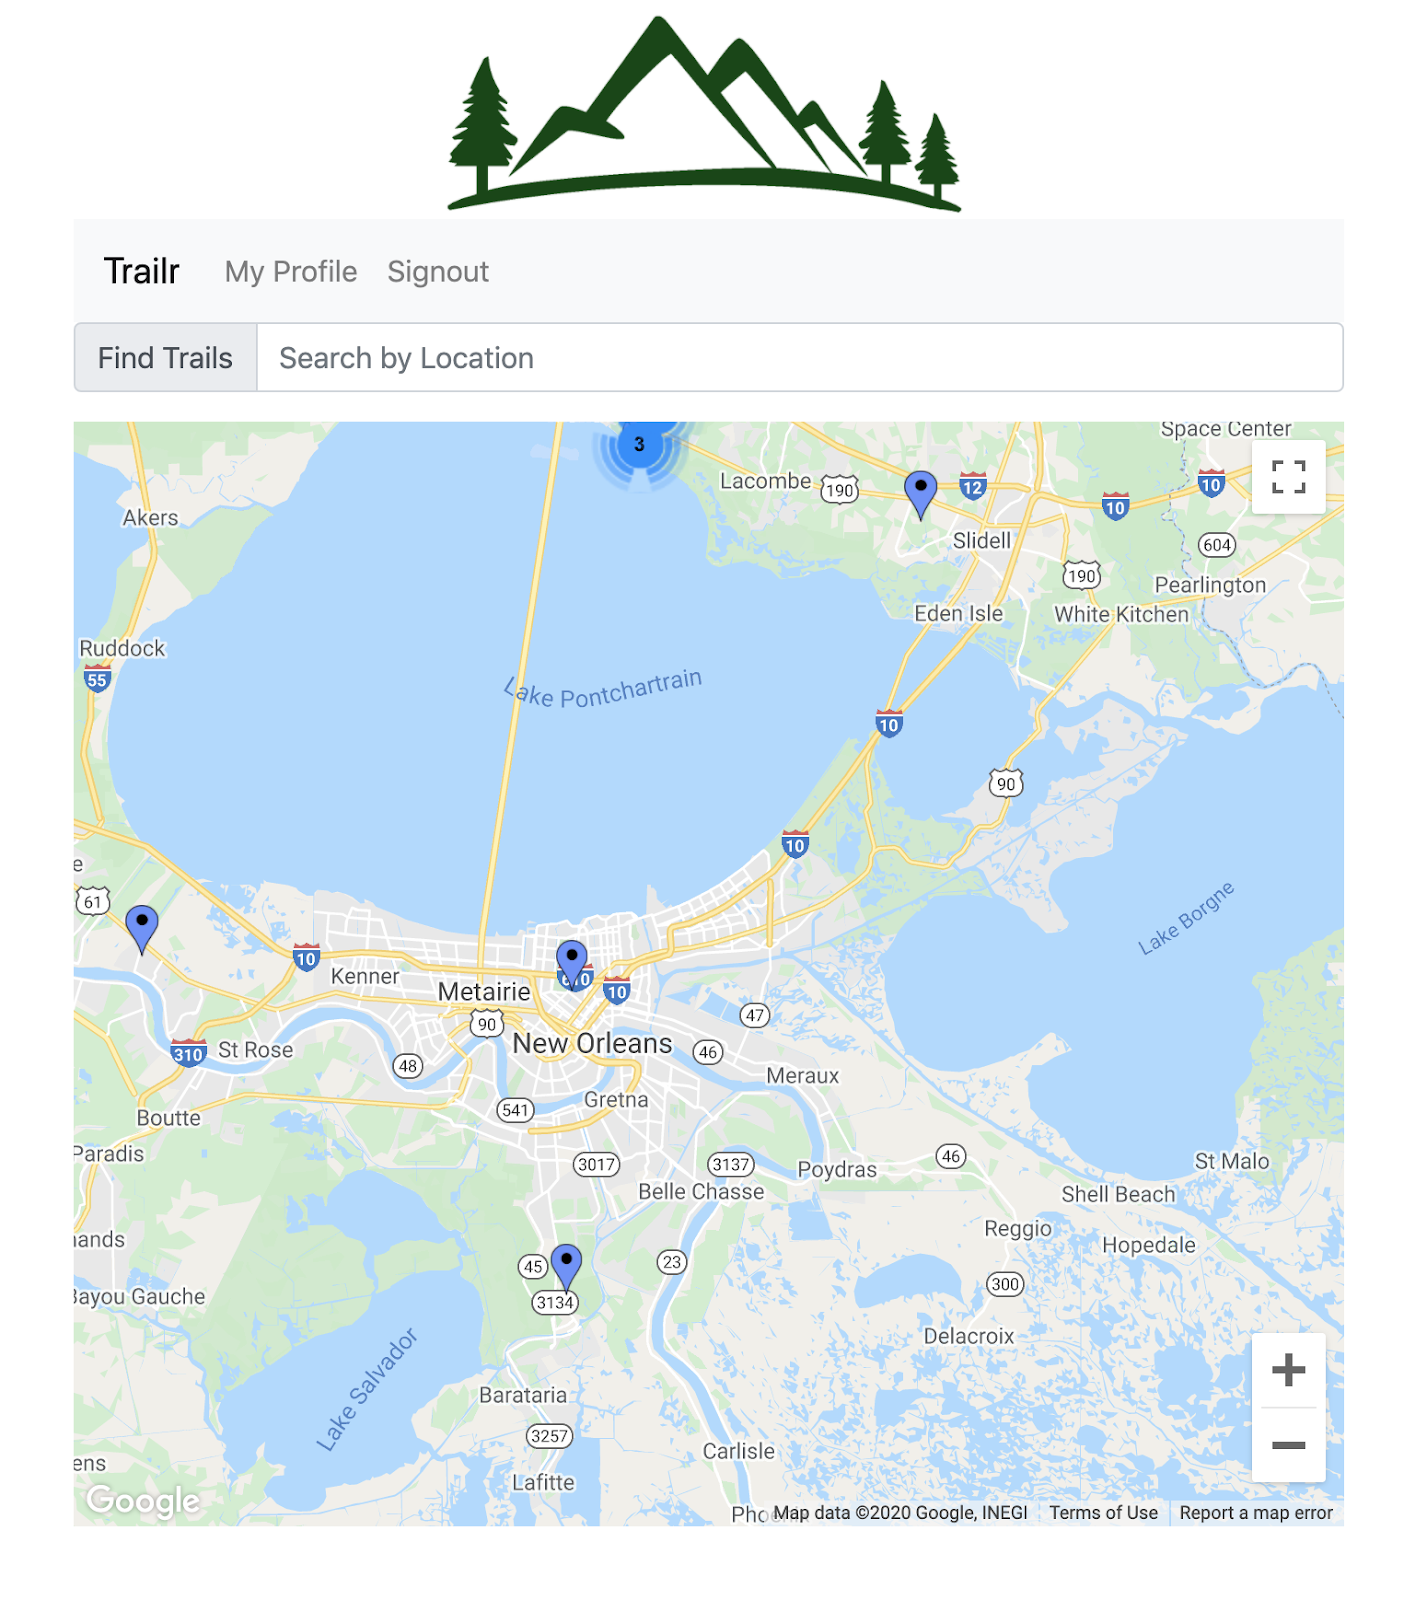 Trailr My Profile Signout
Find Trails Search by Location
Space Center
3
Lacombe 190 12 10 10
Akers
Slidell 604
190 Pearlington
Eden Isle White Kitchen
Ruddock
55
Lake Pontchartrain
10
90
10
e
61
Lake Borgne
10 Kenner
Metairie 10
90 47
New Orleans 46
310 St Rose 48
Meraux
Gretna
541
Boutte
Paradis
3017 3137 Poydras 46 St Malo
Belle Chasse Shell Beach
Reggio
ands Hopedale
45 23
3134 300
Bayou Gauche
Delacroix
Lake Salvador
Barataria
3257
Carlisle
ens
Lafitte
Google
Map data ©2020 Google, INEGI Terms of Use Report a map error